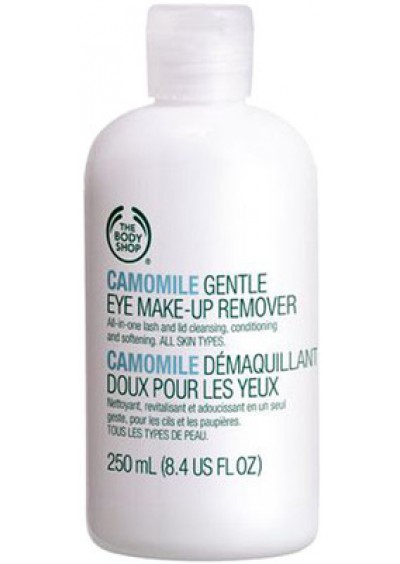 THE
BODY
SHOP®
CAMOMILE GENTLE
EYE MAKE-UP REMOVER
All-in-one lash and lid cleansing, conditioning
and softening. ALL SKIN TYPES.
CAMOMILE DÉMAQUILLANT
DOUX POUR LES YEUX
Nettoyant, revitalisant et adoucissant en un seul
geste, pour les cils et les paupières.
TOUS LES TYPES DE PEAU.
250 mL (8.4 US FL OZ)